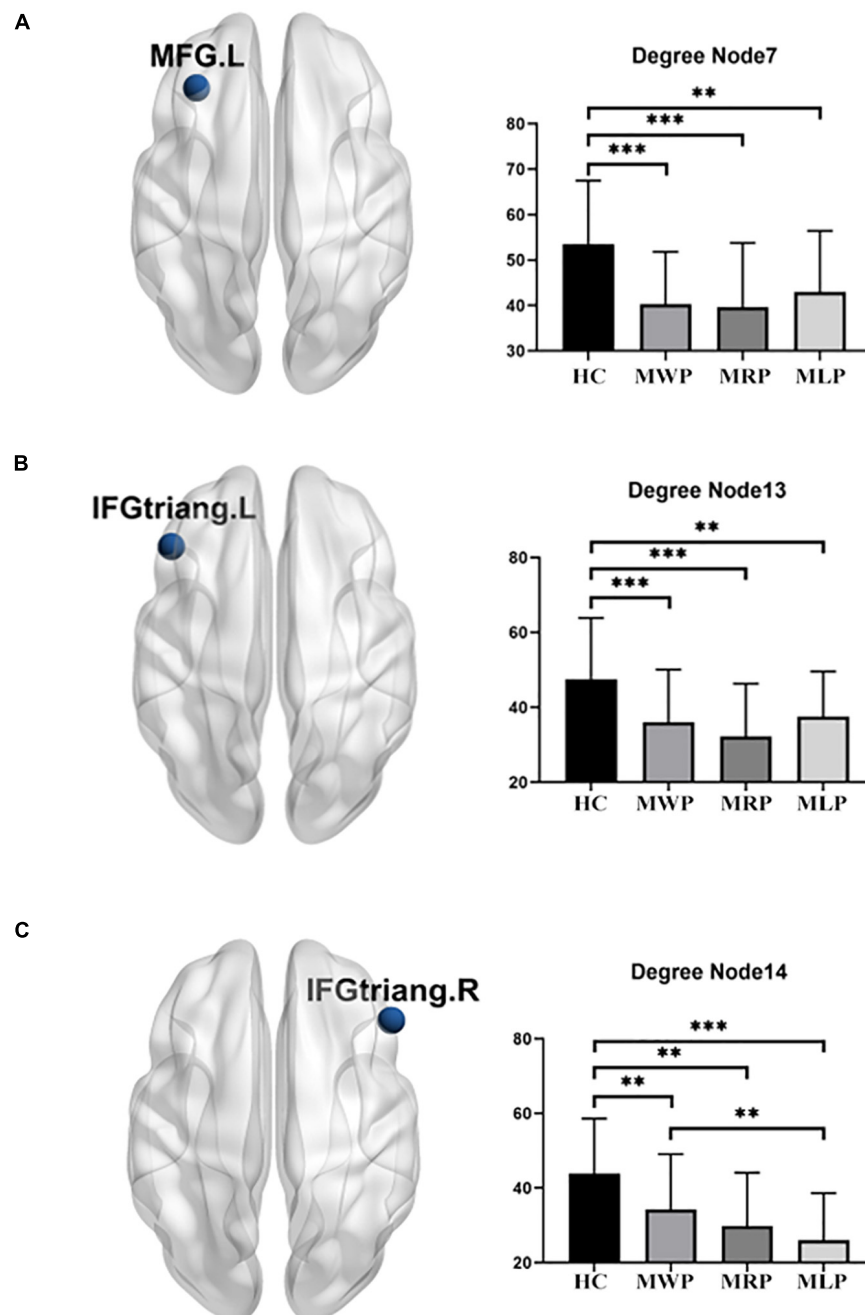 A
MFG.L
Degree Node7
**
***
***
80
70
60
50
40
30
HC MWP MRP MLP
B
IFGtriang.L
Degree Node13
**
***
***
80
60
40
20
HC MWP MRP MLP
C
IFGtriang.R
Degree Node14
***
**
**
**
80
60
40
20
HC MWP MRP MLP